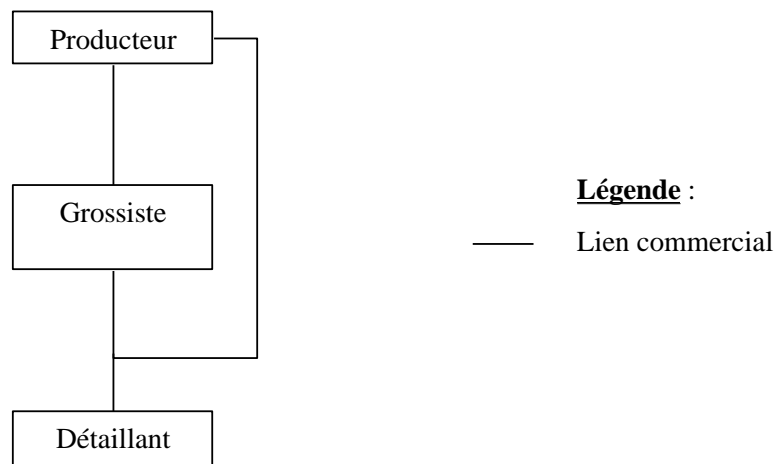 Producteur
Grossiste
Légende :
Lien commercial
Détaillant